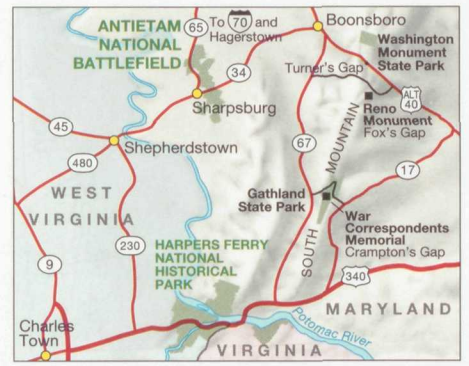 ANTIETAM
NATIONAL
BATTLEFIELD
65
To 70 and
Hagerstown
Boonsboro
Washington
Monument
State Park
Turner's Gap
34
Sharpsburg
ALT
40
Reno
Monument
Fox's Gap
45
Shepherdstown
480
67
MOUNTAIN
17
WEST
VIRGINIA
Gathland
State Park
War
Correspondents
Memorial
Crampton's Gap
SOUTH
230
HARPERS FERRY
NATIONAL
HISTORICAL
PARK
9
340
MARYLAND
Charles
Town
Potomac River
VIRGINIA